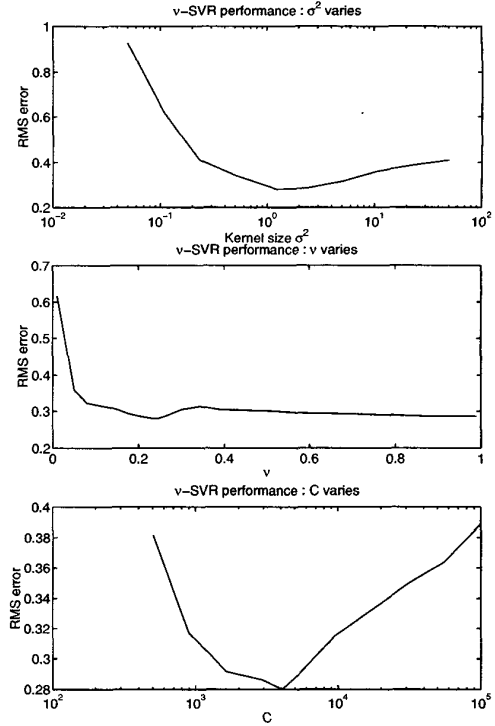 ν−SVR performance : σ² varies
1
0.8
0.6
0.4
0.2
RMS error
10⁻² 10⁻¹ 10⁰ 10¹ 10²
Kernel size σ²
ν−SVR performance : ν varies
0.7
0.6
0.5
0.4
0.3
0.2
RMS error
0 0.2 0.4 0.6 0.8 1
ν
ν−SVR performance : C varies
0.4
0.38
0.36
0.34
0.32
0.3
0.28
RMS error
10² 10³ 10⁴ 10⁵
C